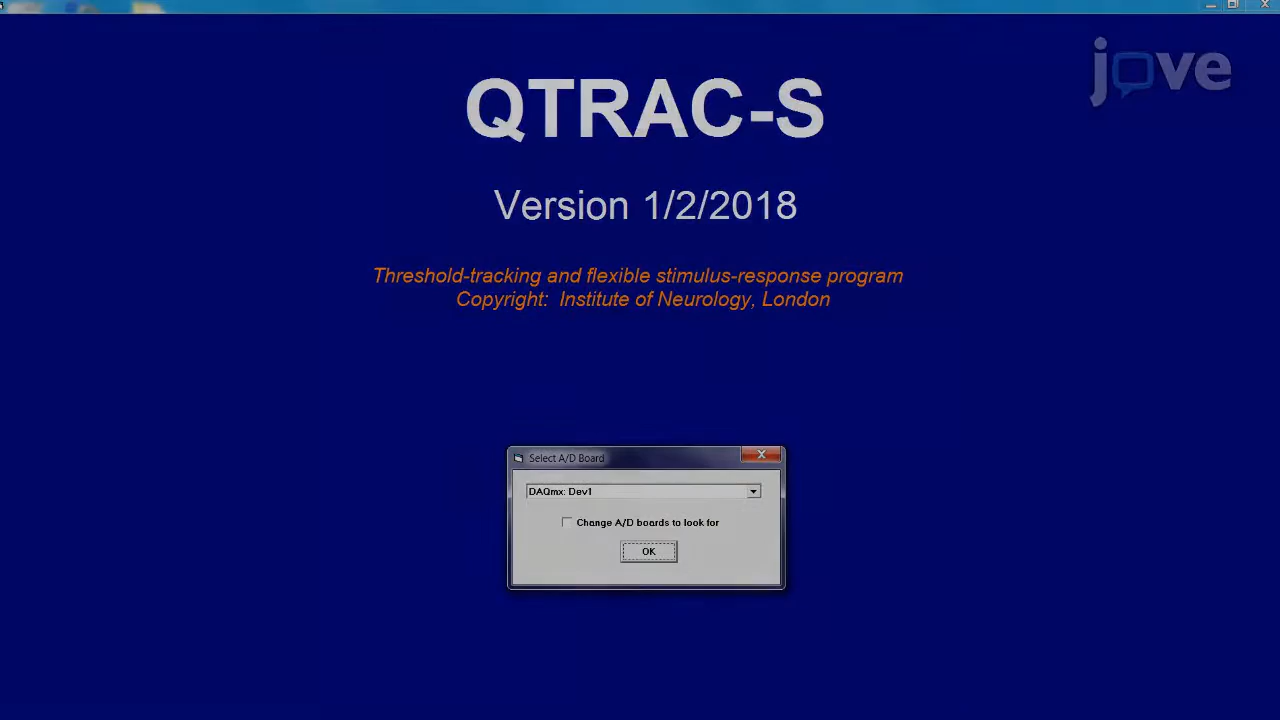 jove
QTRAC-S
Version 1/2/2018
Threshold-tracking and flexible stimulus-response program
Copyright:  Institute of Neurology, London
Select A/D Board
DAQmx: Dev1
Change A/D boards to look for
OK